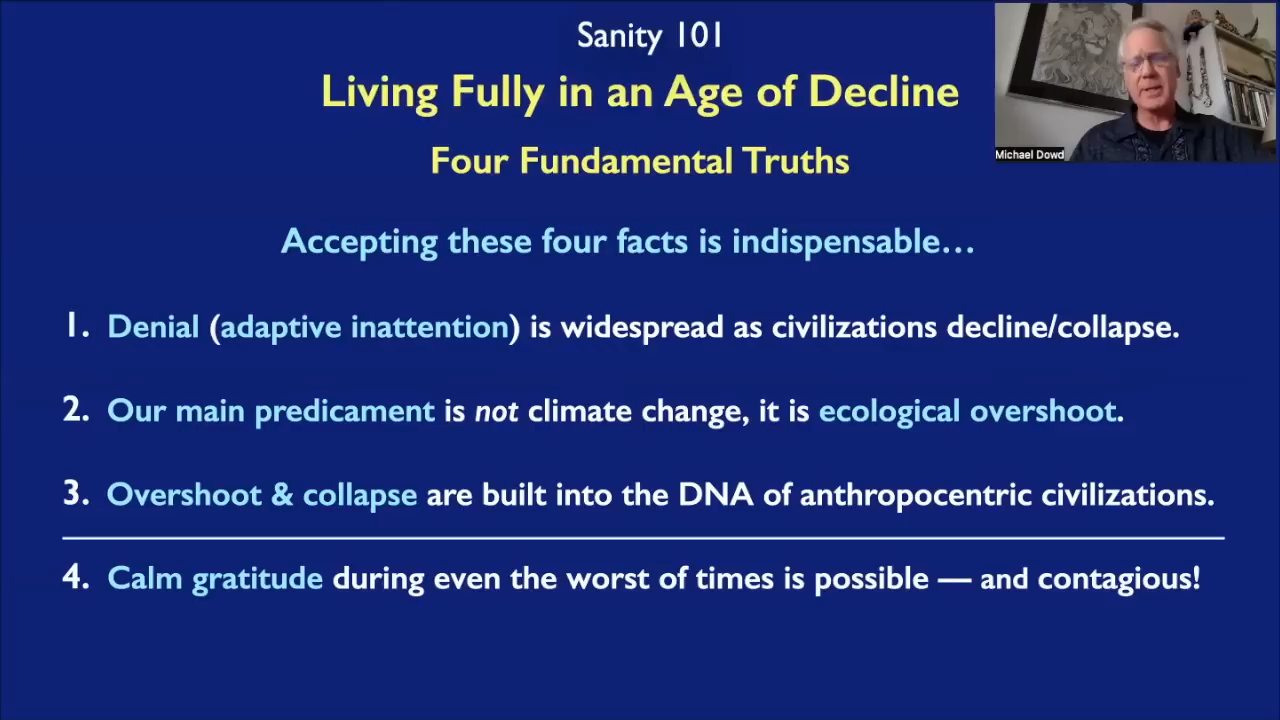 Sanity 101
Living Fully in an Age of Decline
Four Fundamental Truths
Michael Dowd
Accepting these four facts is indispensable…
1. Denial (adaptive inattention) is widespread as civilizations decline/collapse.
2. Our main predicament is not climate change, it is ecological overshoot.
3. Overshoot & collapse are built into the DNA of anthropocentric civilizations.
4. Calm gratitude during even the worst of times is possible — and contagious!